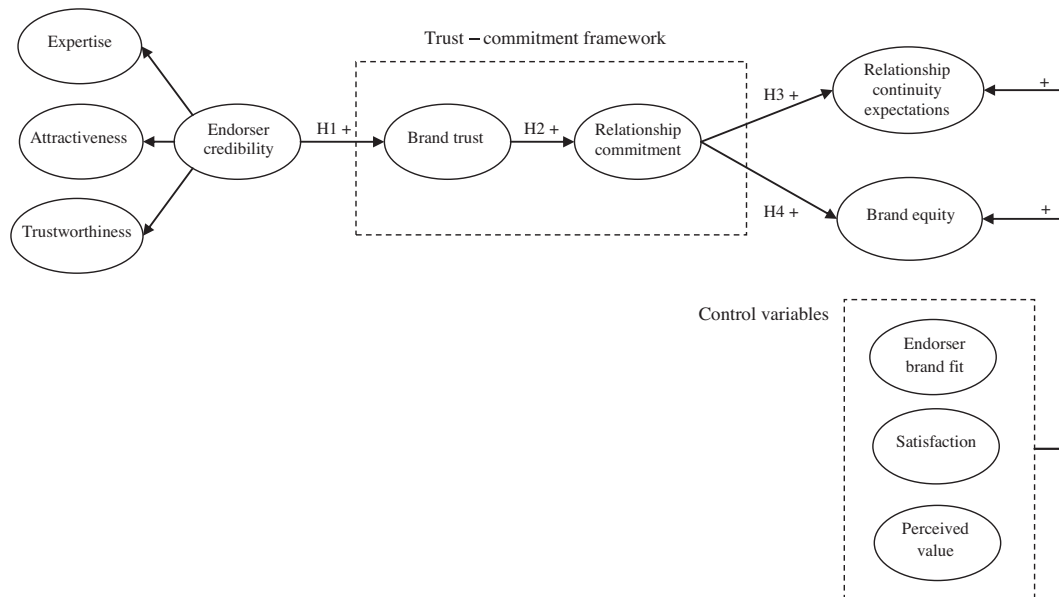 Expertise
Attractiveness
Trustworthiness
Endorser
credibility
H1 +
Trust – commitment framework
Brand trust
H2 +
Relationship
commitment
H3 +
H4 +
Relationship
continuity
expectations
+
Brand equity
+
Control variables
Endorser
brand fit
Satisfaction
Perceived
value